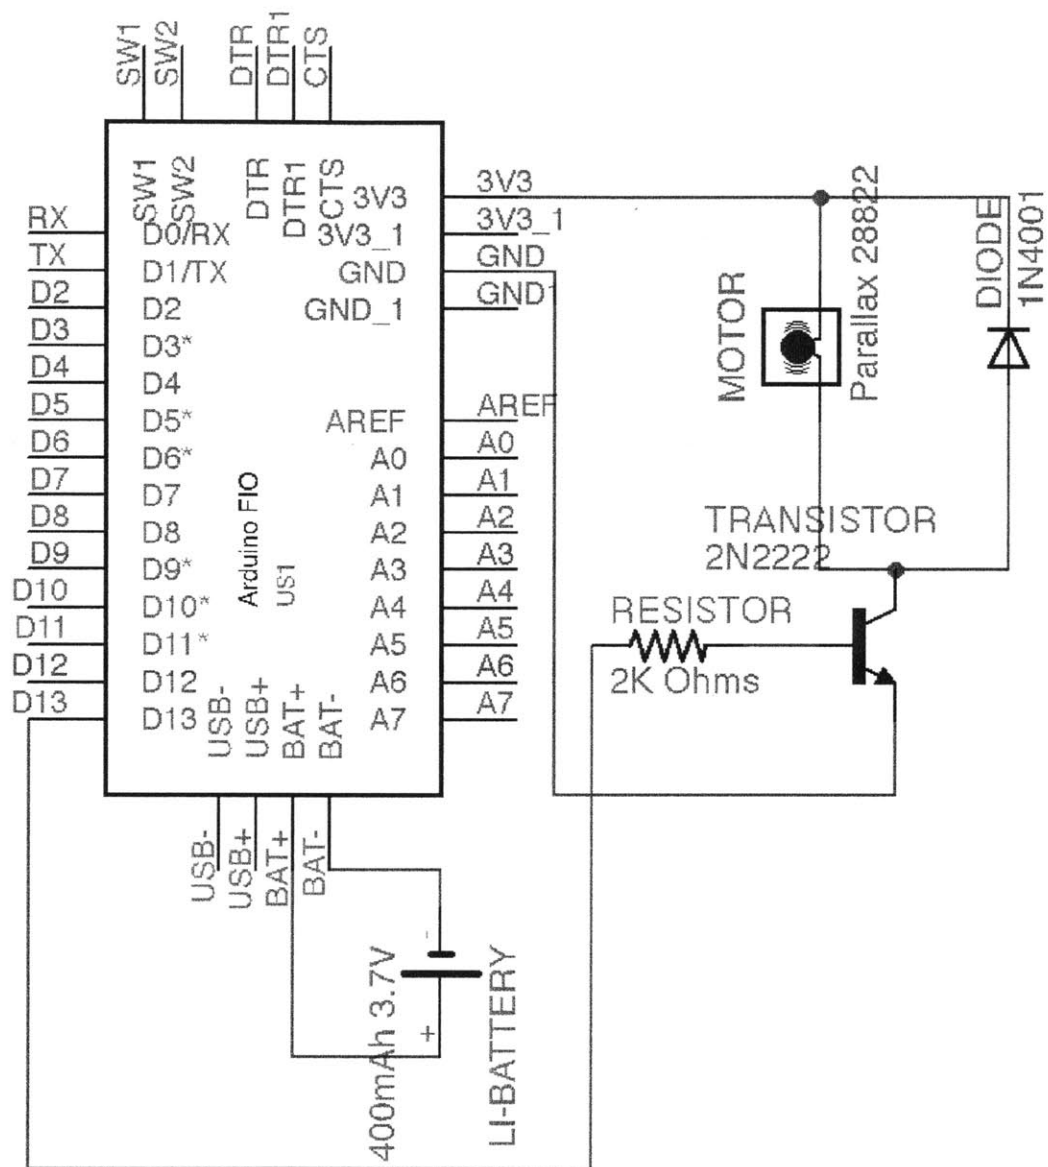 SW1
SW2
DTR
DTR1
CTS
SW1
SW2
DTR
DTR1
CTS
RX
TX
D2
D3
D4
D5
D6
D7
D8
D9
D10
D11
D12
D13
D0/RX
D1/TX
D2
D3*
D4
D5*
D6*
D7
D8
D9*
D10*
D11*
D12
D13
Arduino FIO
US1
3V3
3V3_1
GND
GND_1
AREF
A0
A1
A2
A3
A4
A5
A6
A7
USB-
USB+
BAT+
BAT-
3V3
3V3_1
GND
GND1
AREF
A0
A1
A2
A3
A4
A5
A6
A7
USB-
USB+
BAT+
BAT-
MOTOR
Parallax 28822
DIODE
1N4001
TRANSISTOR
2N2222
RESISTOR
2K Ohms
-
+
400mAh 3.7V
LI-BATTERY